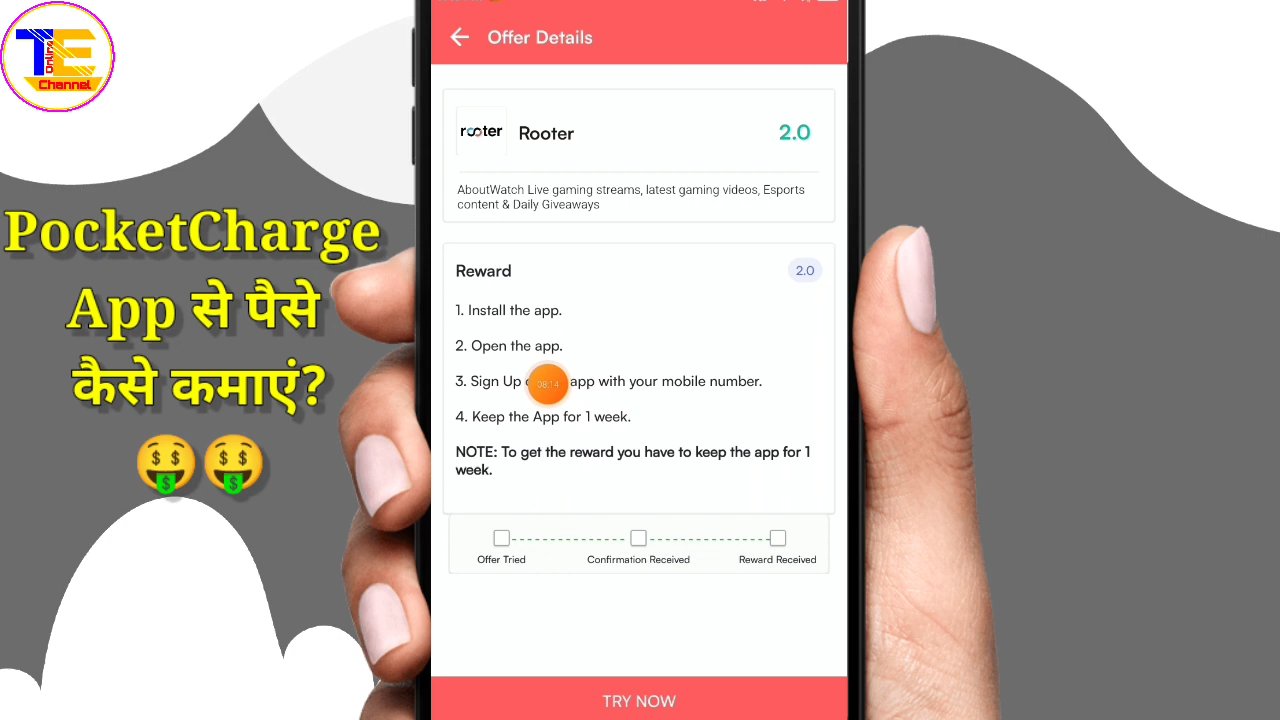 TE
Online
Channel
PocketCharge
App से पैसे
कैसे कमाएं?
Offer Details
rooter
Rooter
2.0
AboutWatch Live gaming streams, latest gaming videos, Esports
content & Daily Giveaways
Reward
2.0
1. Install the app.
2. Open the app.
3. Sign Up app with your mobile number.
08:14
4. Keep the App for 1 week.
NOTE: To get the reward you have to keep the app for 1
week.
Offer Tried
Confirmation Received
Reward Received
TRY NOW